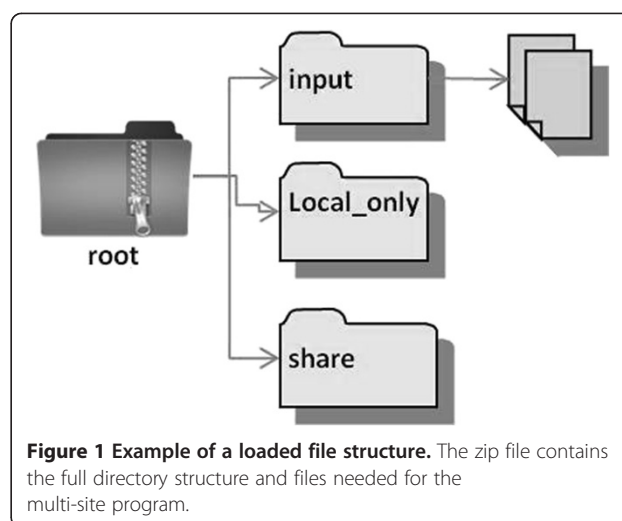 input
Local_only
root
share
Figure 1 Example of a loaded file structure. The zip file contains
the full directory structure and files needed for the
multi-site program.